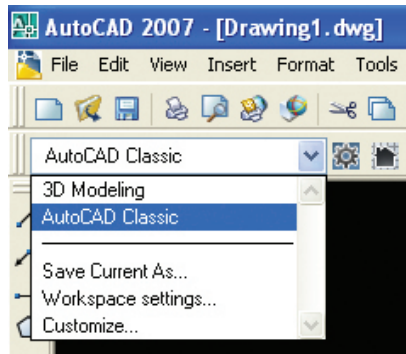 AutoCAD 2007 - [Drawing1.dwg]
File Edit View Insert Format Tools
AutoCAD Classic
3D Modeling
AutoCAD Classic
Save Current As...
Workspace settings...
Customize...